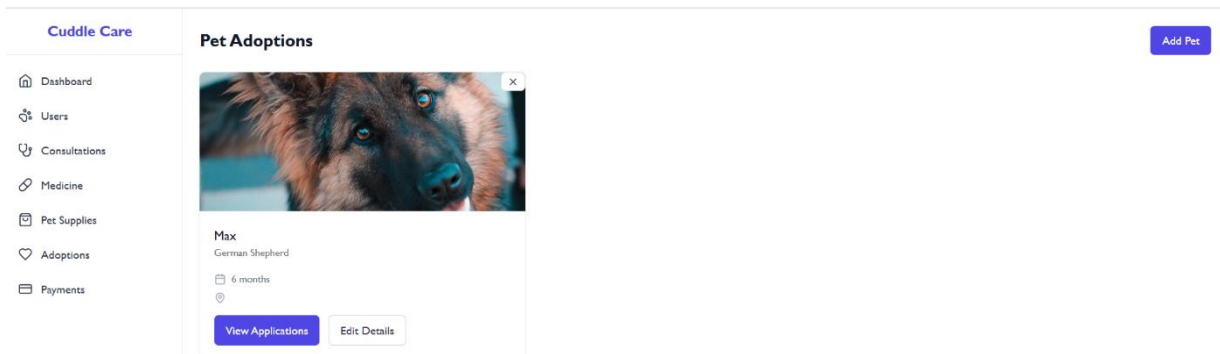 Cuddle Care
Dashboard
Users
Consultations
Medicine
Pet Supplies
Adoptions
Payments
Pet Adoptions
Add Pet
Max
German Shepherd
6 months
View Applications
Edit Details